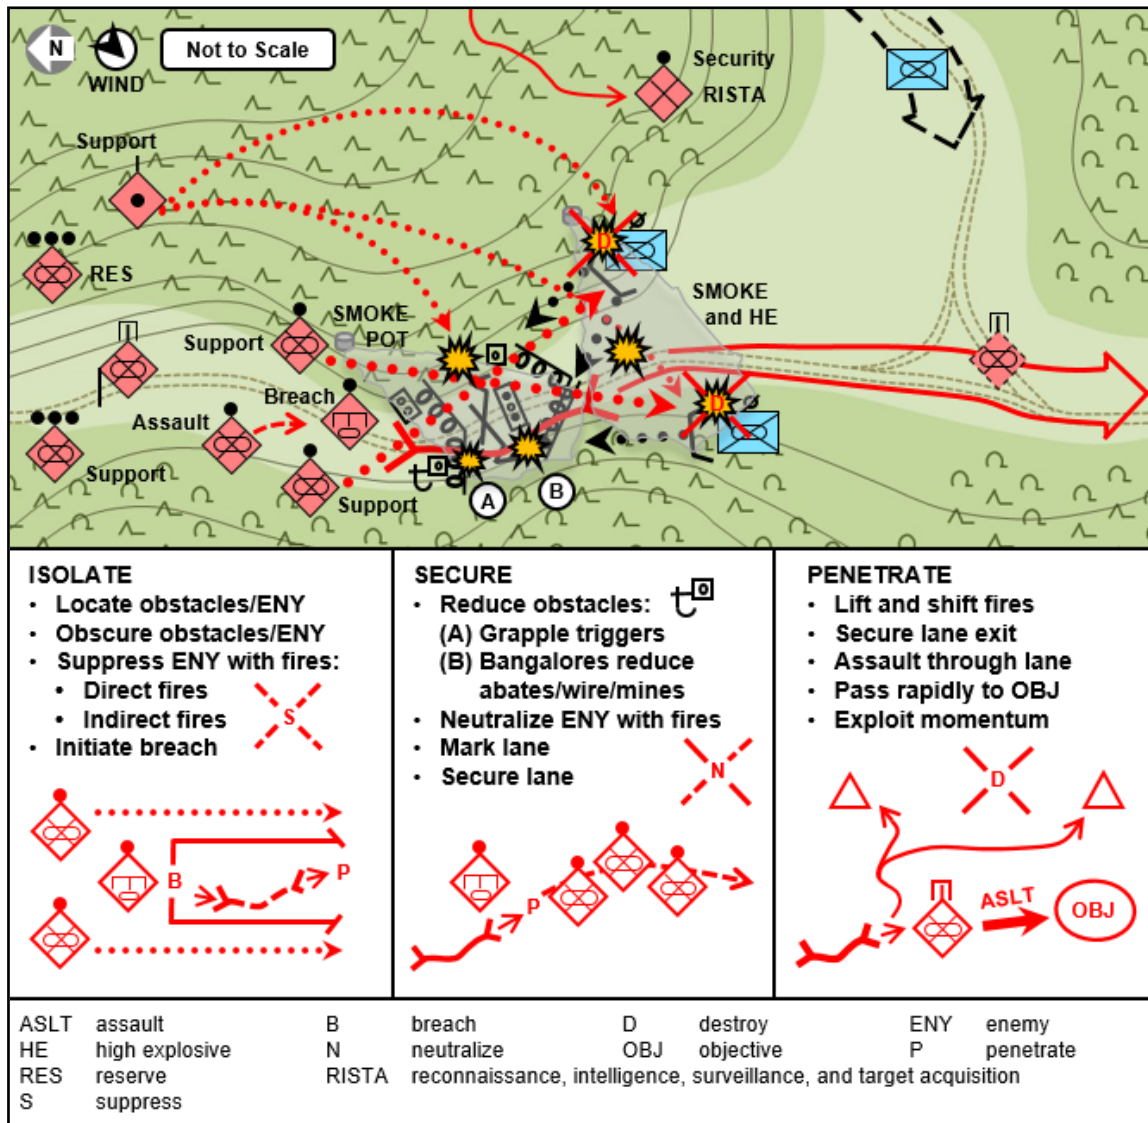 N
WIND
Not to Scale
Security
RISTA
Support
RES
D
SMOKE
POT
SMOKE
and HE
Support
Breach
Assault
D
Support
Support
A
B
ISOLATE
• Locate obstacles/ENY
• Obscure obstacles/ENY
• Suppress ENY with fires:
• Direct fires
• Indirect fires
• Initiate breach
S
B
P
SECURE
• Reduce obstacles:
(A) Grapple triggers
(B) Bangalores reduce
abates/wire/mines
• Neutralize ENY with fires
• Mark lane
• Secure lane
N
P
PENETRATE
• Lift and shift fires
• Secure lane exit
• Assault through lane
• Pass rapidly to OBJ
• Exploit momentum
D
ASLT
OBJ
ASLT assault B breach D destroy ENY enemy
HE high explosive N neutralize OBJ objective P penetrate
RES reserve RISTA reconnaissance, intelligence, surveillance, and target acquisition
S suppress